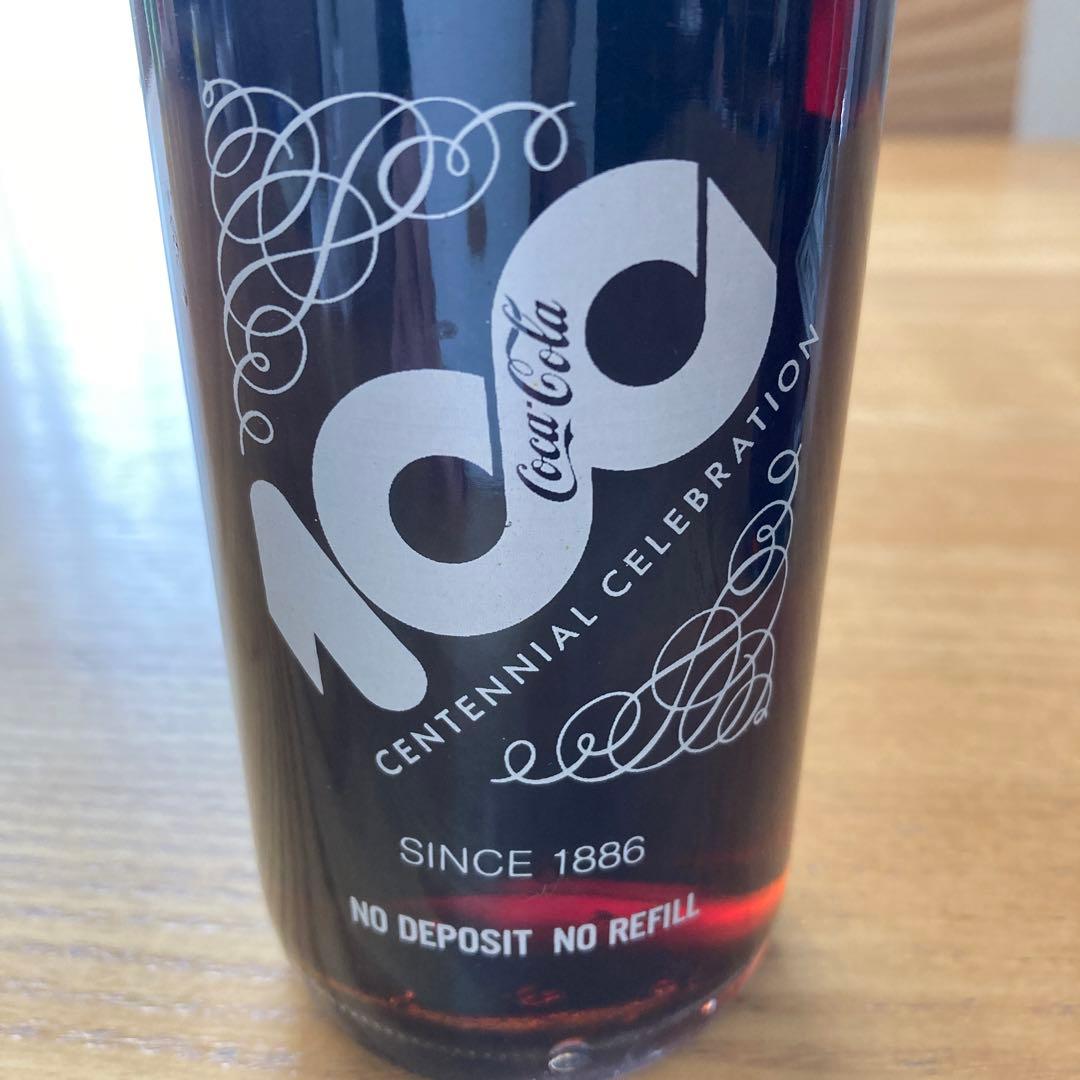 100
Coca-Cola
CENTENNIAL CELEBRATION
SINCE 1886
NO DEPOSIT NO REFILL